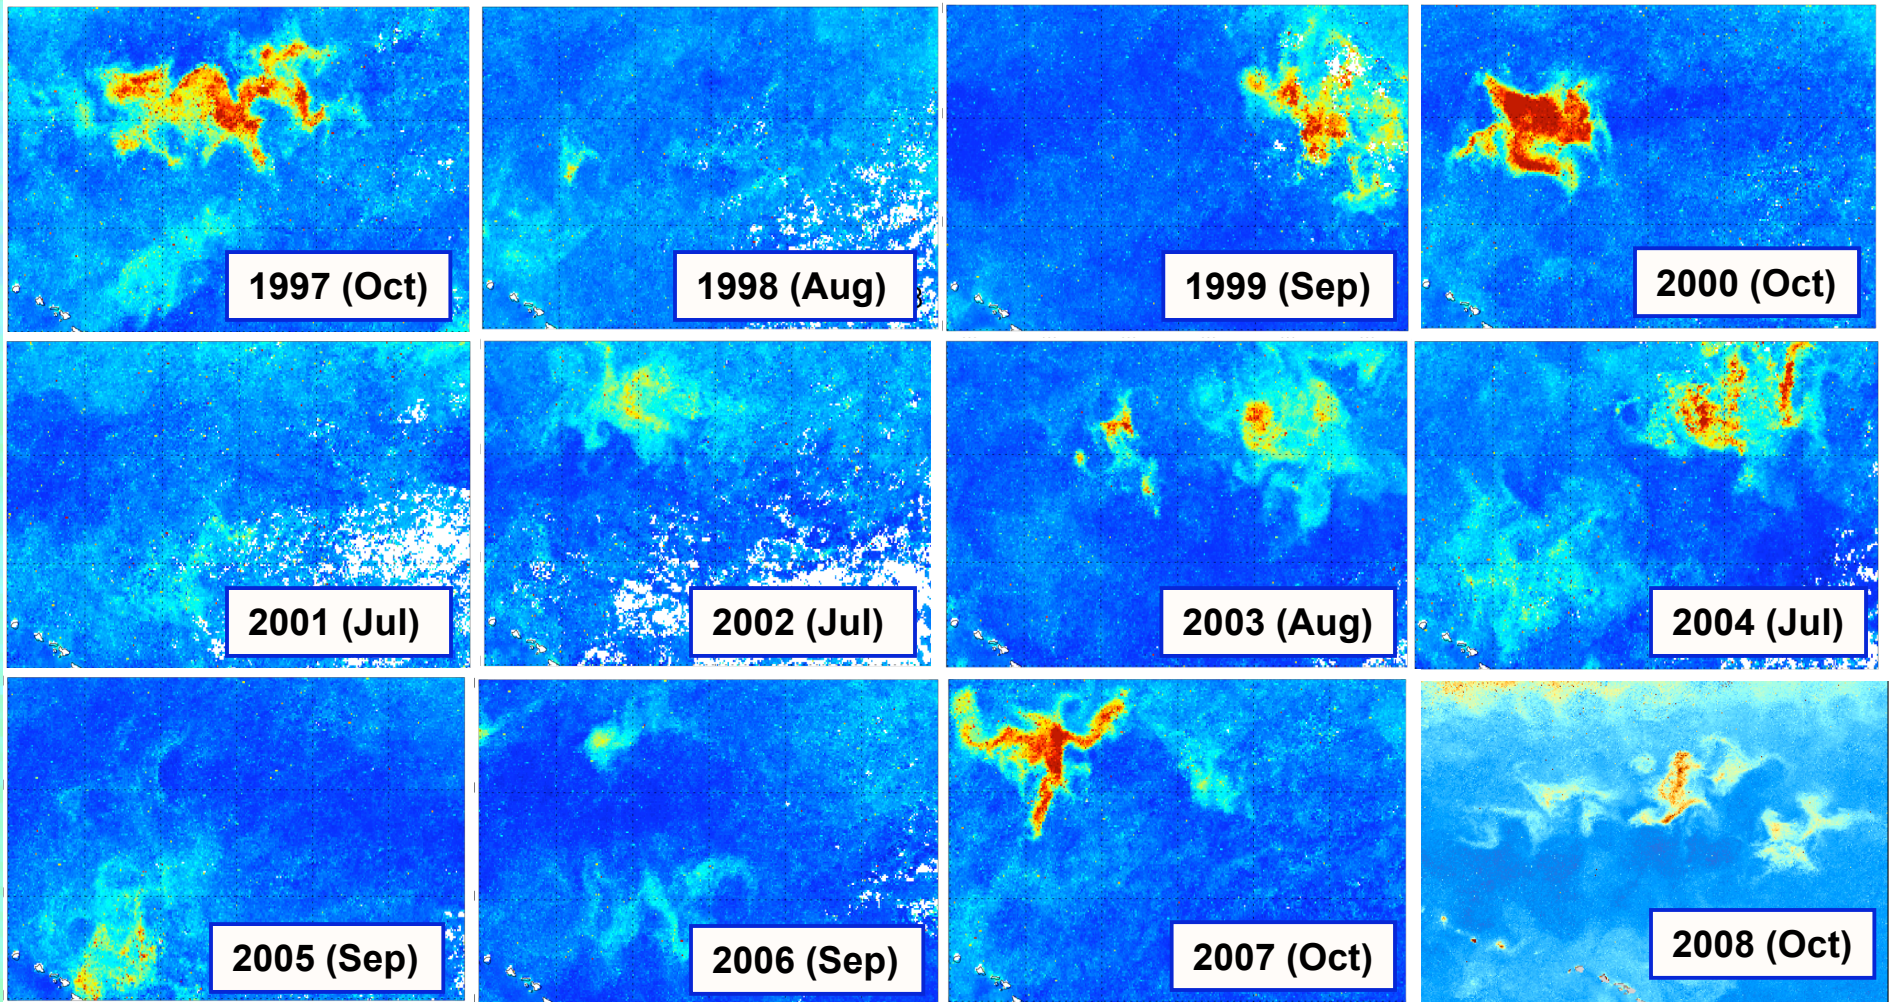 1997 (Oct)
1998 (Aug)
1999 (Sep)
2000 (Oct)
2001 (Jul)
2002 (Jul)
2003 (Aug)
2004 (Jul)
2005 (Sep)
2006 (Sep)
2007 (Oct)
2008 (Oct)